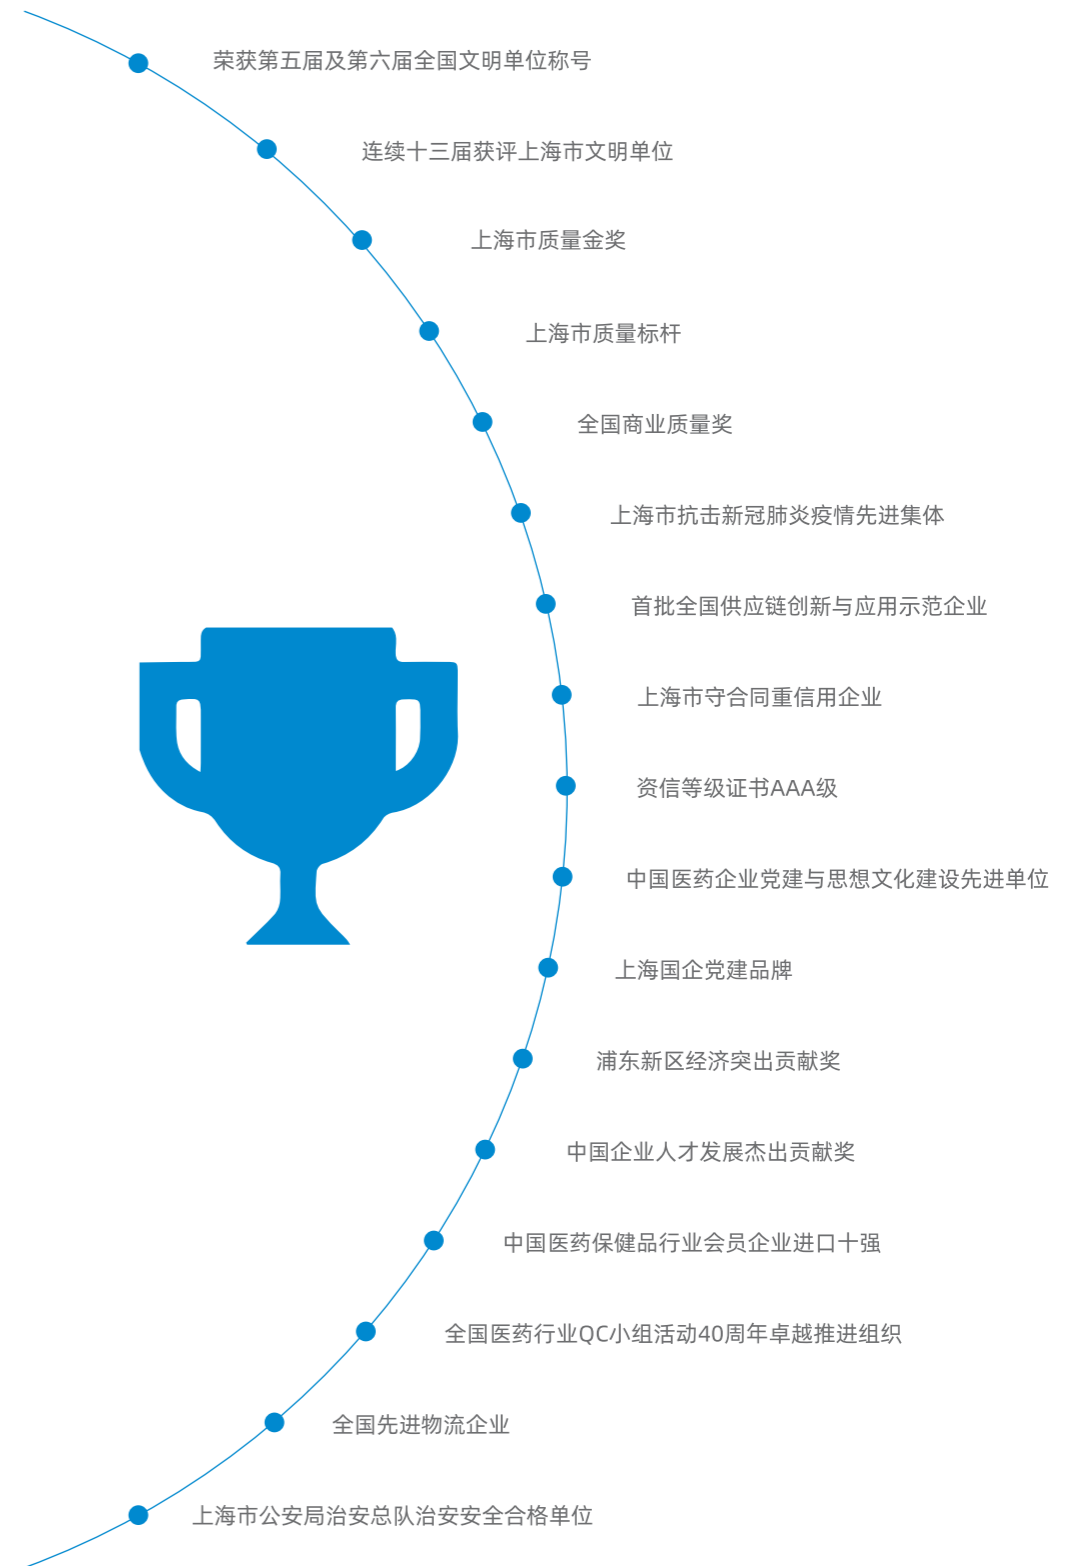 荣获第五届及第六届全国文明单位称号
连续十三届获评上海市文明单位
上海市质量金奖
上海市质量标杆
全国商业质量奖
上海市抗击新冠肺炎疫情先进集体
首批全国供应链创新与应用示范企业
上海市守合同重信用企业
资信等级证书AAA级
中国医药企业党建与思想文化建设先进单位
上海国企党建品牌
浦东新区经济突出贡献奖
中国企业人才发展杰出贡献奖
中国医药保健品行业会员企业进口十强
全国医药行业QC小组活动40周年卓越推进组织
全国先进物流企业
上海市公安局治安总队治安安全合格单位